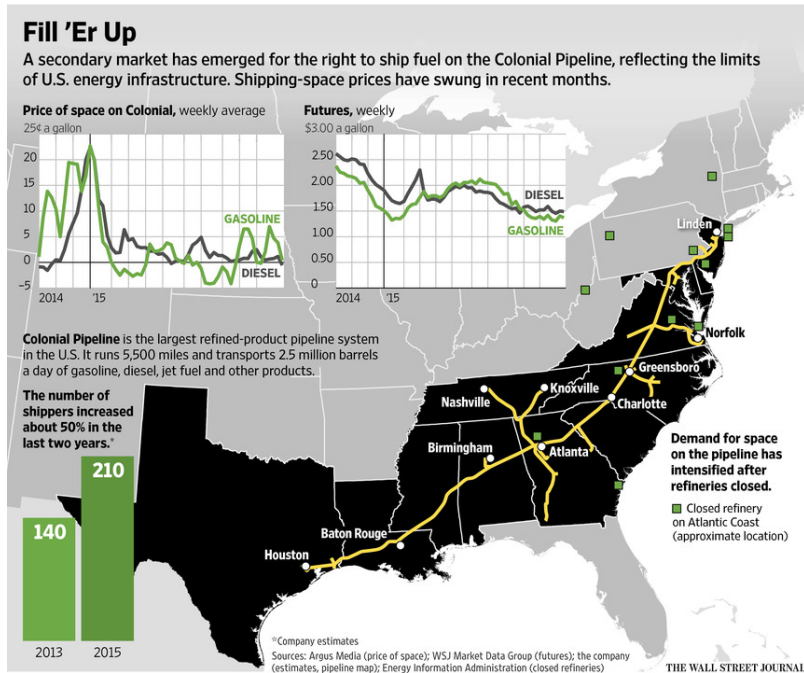 Fill ’Er Up
A secondary market has emerged for the right to ship fuel on the Colonial Pipeline, reflecting the limits
of U.S. energy infrastructure. Shipping-space prices have swung in recent months.
Price of space on Colonial, weekly average
25¢ a gallon
20
15
10
5
0
–5
GASOLINE
DIESEL
2014
’15
Futures, weekly
$3.00 a gallon
2.50
2.00
1.50
1.00
0.50
0
DIESEL
GASOLINE
2014
’15
Colonial Pipeline is the largest refined-product pipeline system
in the U.S. It runs 5,500 miles and transports 2.5 million barrels
a day of gasoline, diesel, jet fuel and other products.
The number of
shippers increased
about 50% in the
last two years.*
210
140
2013
2015
Linden
Norfolk
Greensboro
Knoxville
Nashville
Charlotte
Birmingham
Atlanta
Baton Rouge
Houston
Demand for space
on the pipeline has
intensified after
refineries closed.
Closed refinery
on Atlantic Coast
(approximate location)
*Company estimates
Sources: Argus Media (price of space); WSJ Market Data Group (futures); the company
(estimates, pipeline map); Energy Information Administration (closed refineries)
THE WALL STREET JOURNAL